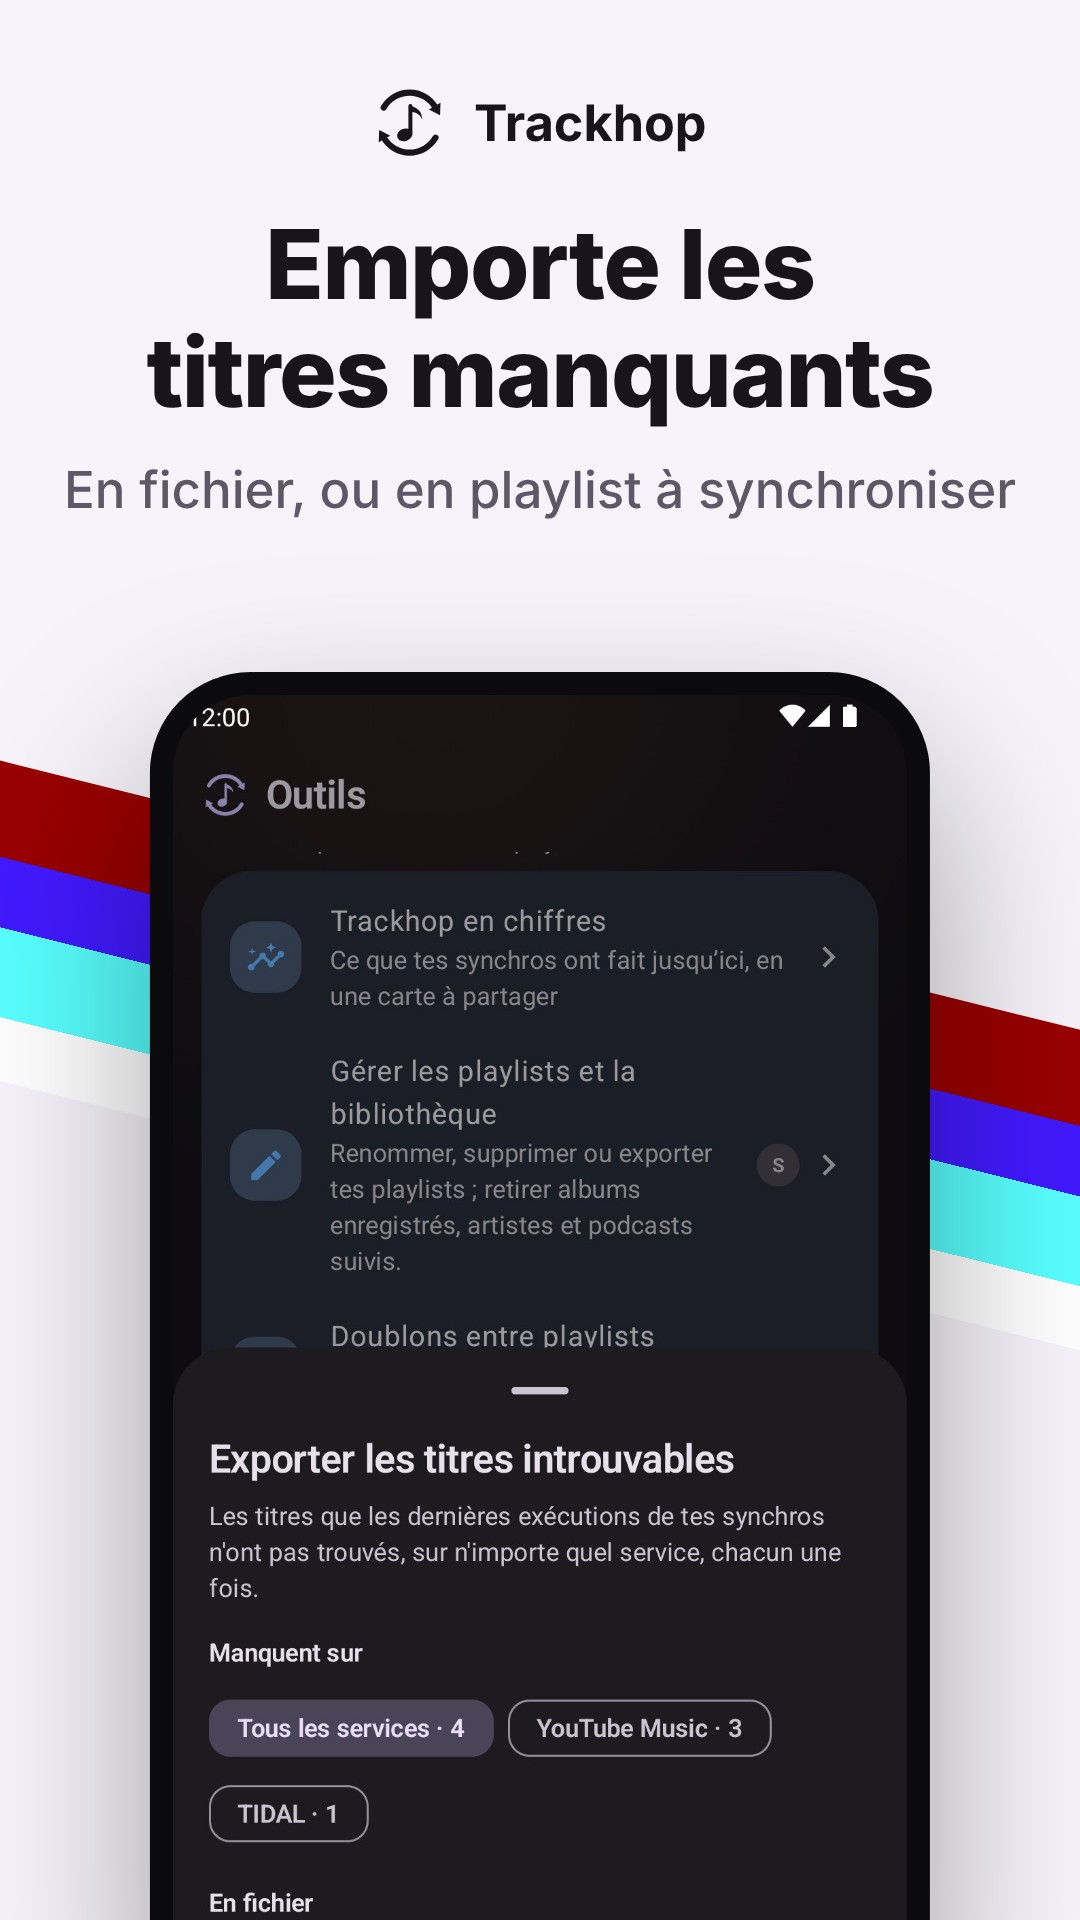 Trackhop
Emporte les
titres manquants
En fichier, ou en playlist à synchroniser
12:00
Outils
Trackhop en chiffres
Ce que tes synchros ont fait jusqu’ici, en
une carte à partager
Gérer les playlists et la
bibliothèque
Renommer, supprimer ou exporter
tes playlists ; retirer albums
enregistrés, artistes et podcasts
suivis.
S
Doublons entre playlists
Exporter les titres introuvables
Les titres que les dernières exécutions de tes synchros
n'ont pas trouvés, sur n'importe quel service, chacun une
fois.
Manquent sur
Tous les services · 4
YouTube Music · 3
TIDAL · 1
En fichier